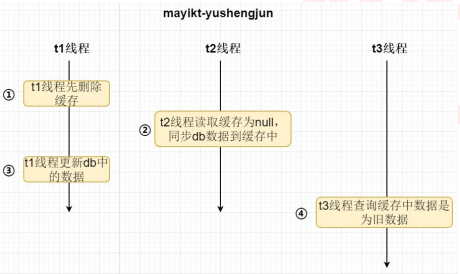 mayikt-yushengjun
t1线程
t2线程
t3线程
①
t1线程先删除
缓存
②
t2线程读取缓存为null，
同步db数据到缓存中
③
t1线程更新db中
的数据
④
t3线程查询缓存中数据是
为旧数据